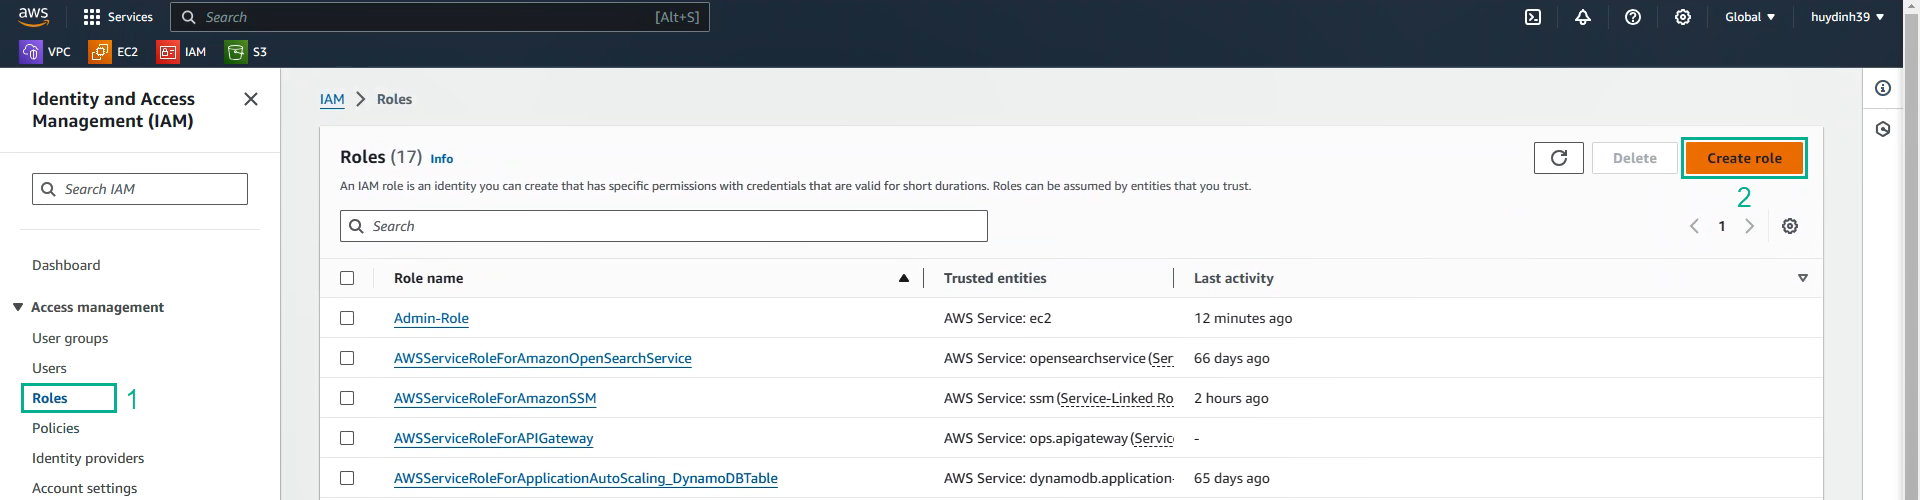 aws
Services
Search
[Alt+S]
Global
huydinh39
VPC
EC2
IAM
S3
Identity and Access
Management (IAM)
Search IAM
Dashboard
Access management
User groups
Users
Roles
1
Policies
Identity providers
Account settings
IAM
Roles
Roles (17) Info
Delete
Create role
2
An IAM role is an identity you can create that has specific permissions with credentials that are valid for short durations. Roles can be assumed by entities that you trust.
Search
1
Role name
Trusted entities
Last activity
Admin-Role
AWS Service: ec2
12 minutes ago
AWSServiceRoleForAmazonOpenSearchService
AWS Service: opensearchservice (Ser
66 days ago
AWSServiceRoleForAmazonSSM
AWS Service: ssm (Service-Linked Ro
2 hours ago
AWSServiceRoleForAPIGateway
AWS Service: ops.apigateway (Servic
-
AWSServiceRoleForApplicationAutoScaling_DynamoDBTable
AWS Service: dynamodb.application-
65 days ago